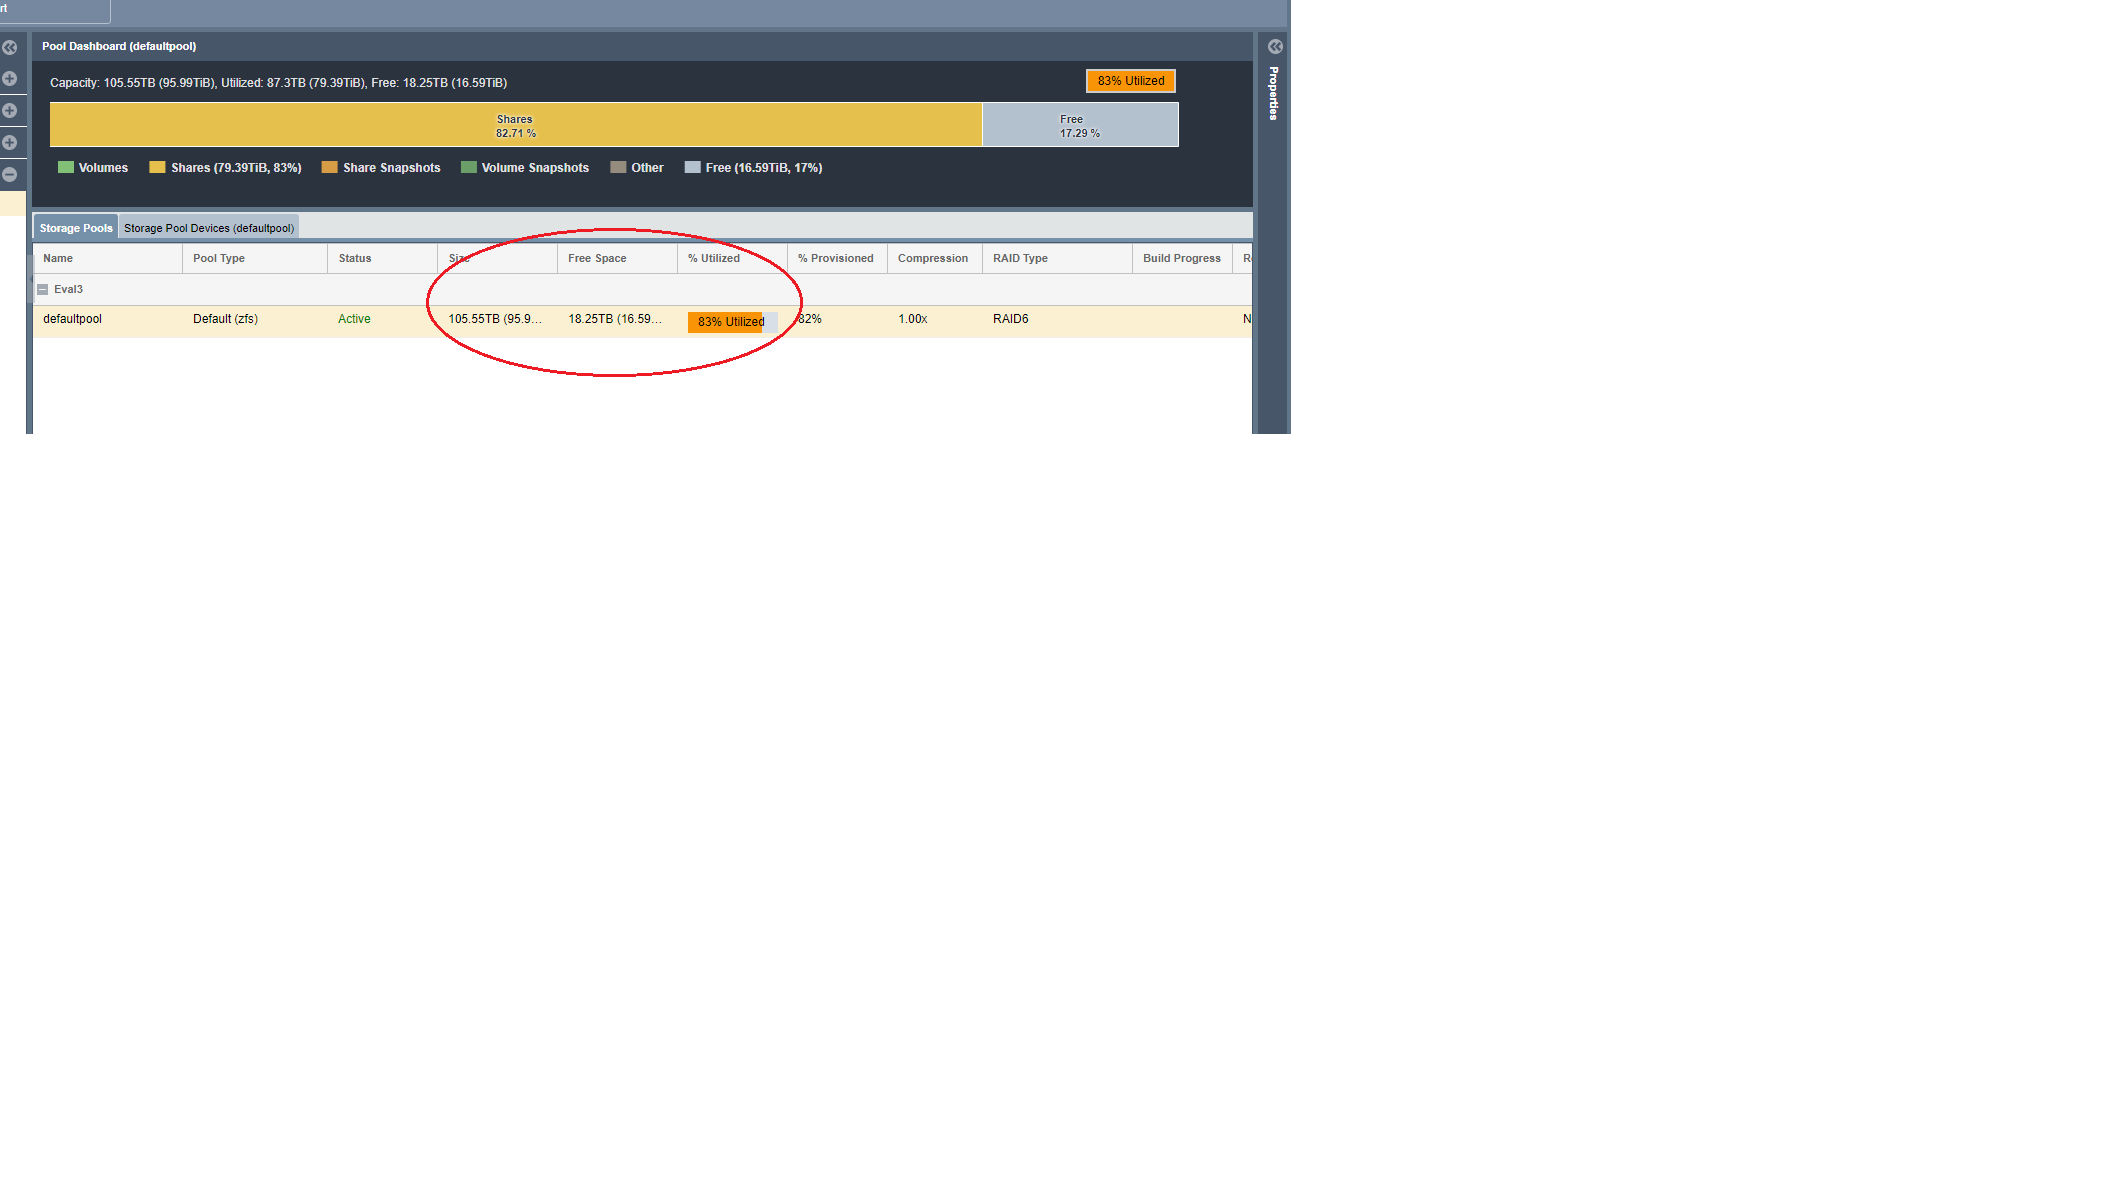 rt
Pool Dashboard (defaultpool)
Capacity: 105.55TB (95.99TiB), Utilized: 87.3TB (79.39TiB), Free: 18.25TB (16.59TiB)
83% Utilized
Properties
Shares
82.71 %
Free
17.29 %
Volumes Shares (79.39TiB, 83%) Share Snapshots Volume Snapshots Other Free (16.59TiB, 17%)
Storage Pools Storage Pool Devices (defaultpool)
Name Pool Type Status Size Free Space % Utilized % Provisioned Compression RAID Type Build Progress R
Eval3
defaultpool Default (zfs) Active 105.55TB (95.9... 18.25TB (16.59... 83% Utilized 82% 1.00x RAID6 N